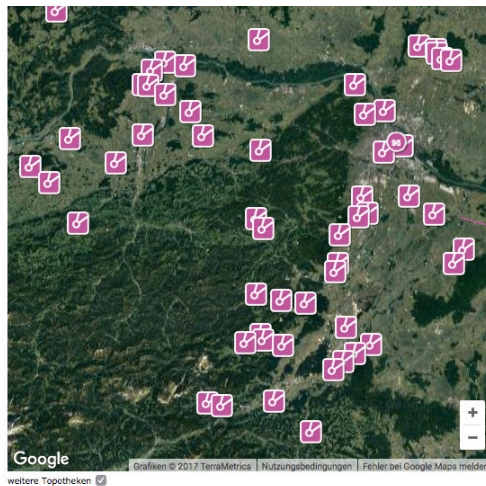 96
+
−
Google
Grafiken © 2017 TerraMetrics Nutzungsbedingungen Fehler bei Google Maps melden
weitere Topotheken